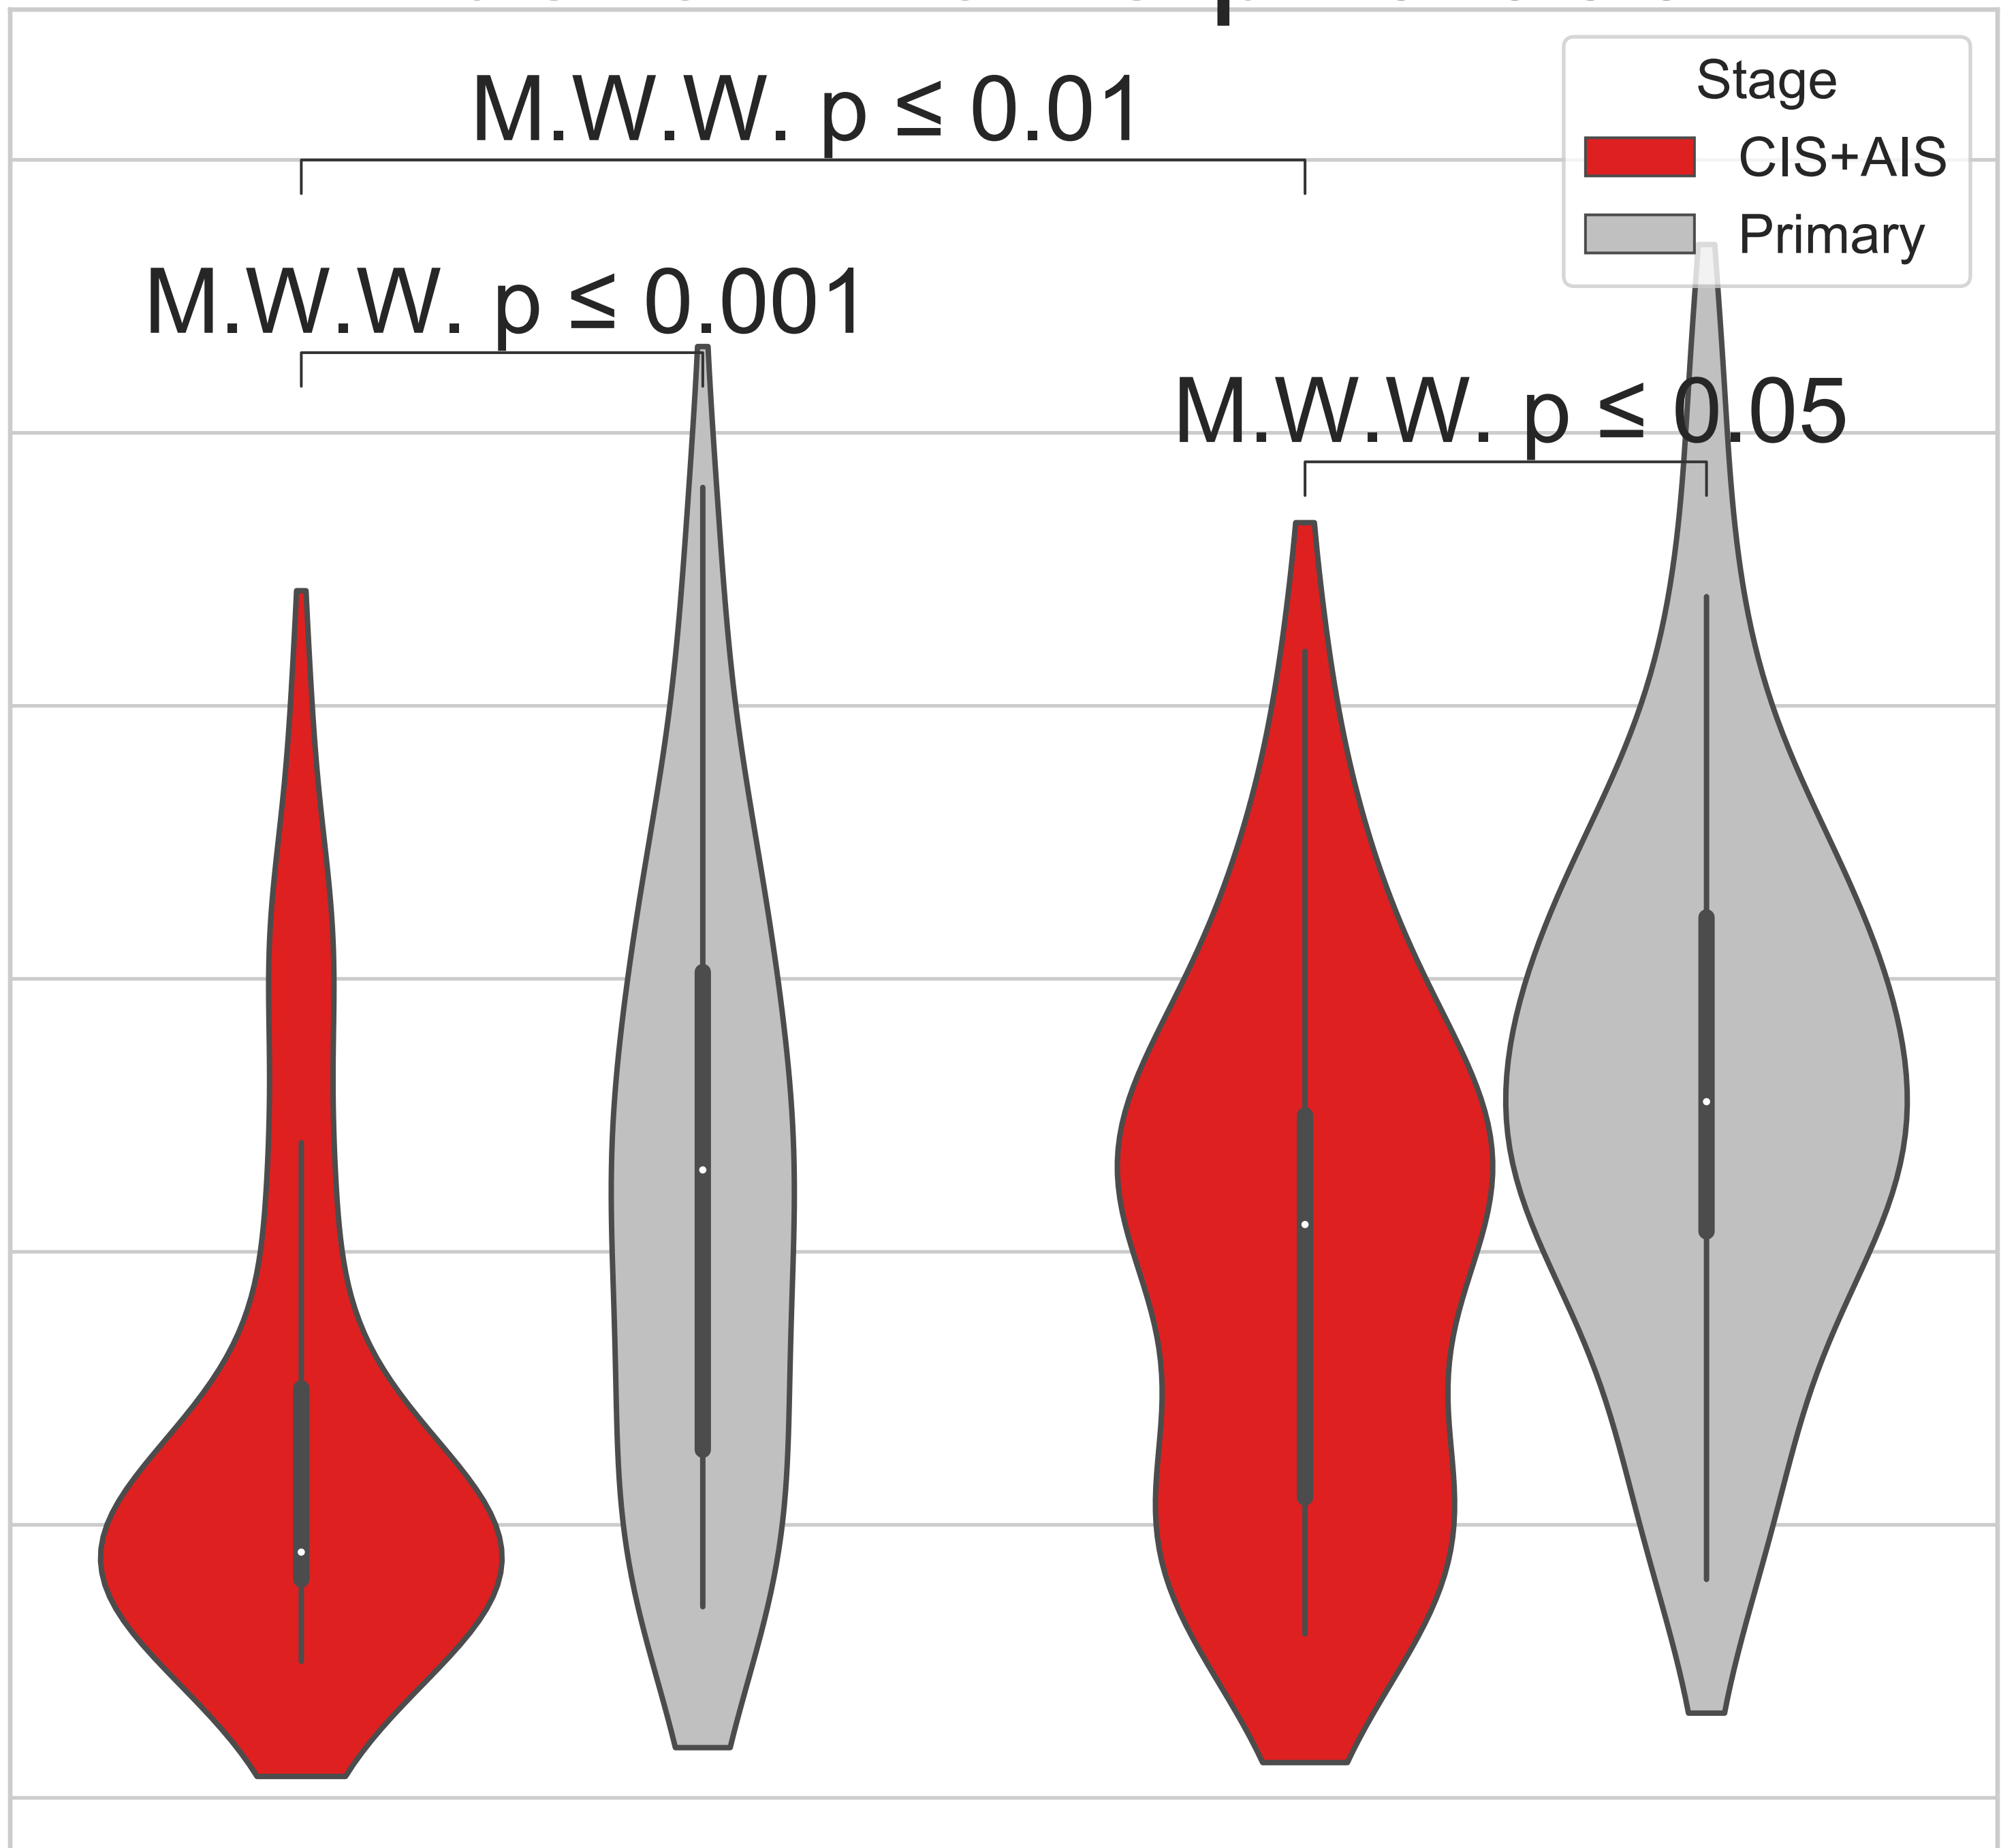 M.W.W. p ≤ 0.01
Stage
CIS+AIS
Primary
M.W.W. p ≤ 0.001
M.W.W. p ≤ 0.05